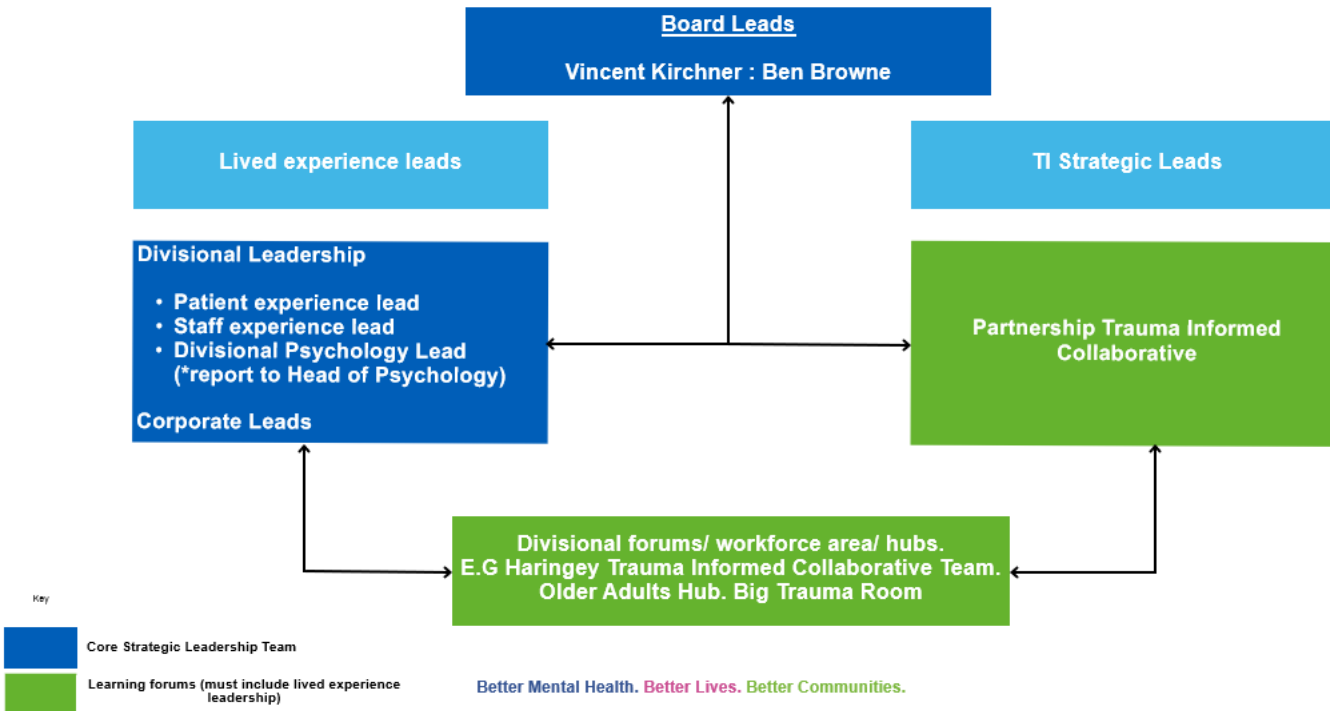 Board Leads
Vincent Kirchner : Ben Browne
Lived experience leads
TI Strategic Leads
Divisional Leadership
• Patient experience lead
• Staff experience lead
• Divisional Psychology Lead
(*report to Head of Psychology)
Corporate Leads
Partnership Trauma Informed
Collaborative
Divisional forums/ workforce area/ hubs.
E.G Haringey Trauma Informed Collaborative Team.
Older Adults Hub. Big Trauma Room
Key
Core Strategic Leadership Team
Learning forums (must include lived experience
leadership)
Better Mental Health. Better Lives. Better Communities.